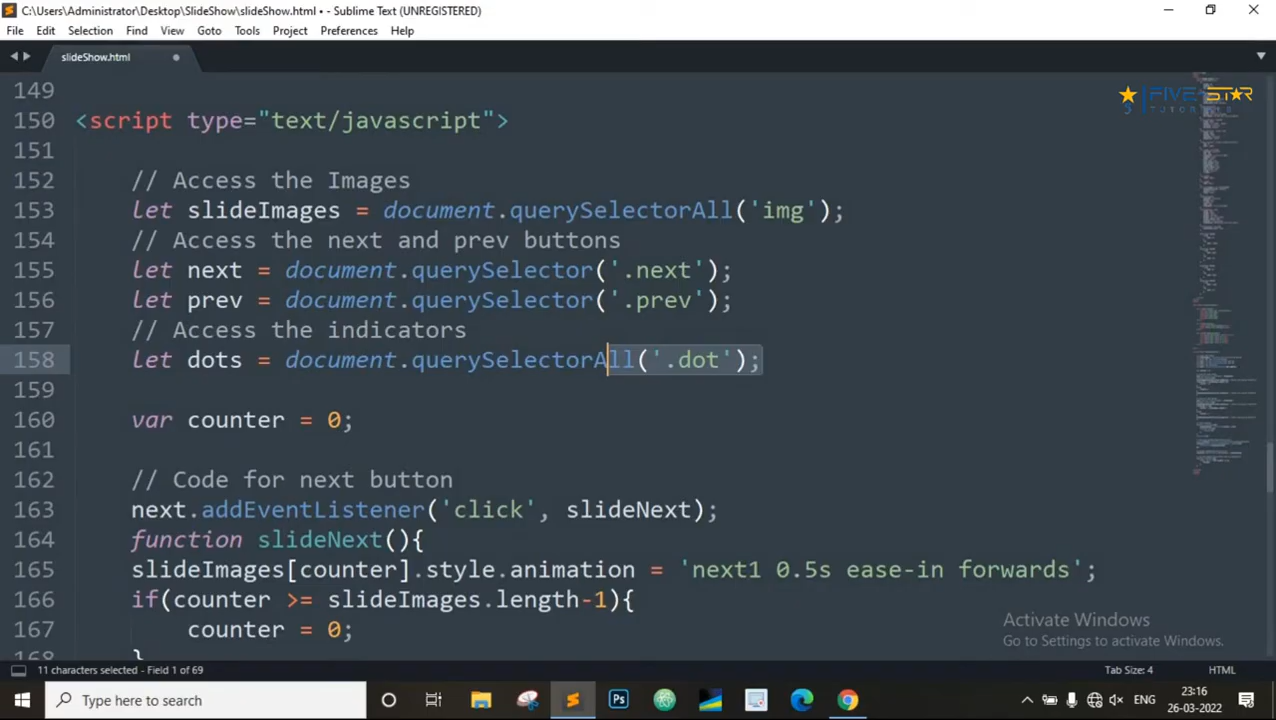 C:\Users\Administrator\Desktop\SlideShow\slideShow.html • - Sublime Text (UNREGISTERED)
File Edit Selection Find View Goto Tools Project Preferences Help
slideShow.html
149
FIVE STAR
TUTORIALS
150 <script type="text/javascript">
151
152 // Access the Images
153 let slideImages = document.querySelectorAll('img');
154 // Access the next and prev buttons
155 let next = document.querySelector('.next');
156 let prev = document.querySelector('.prev');
157 // Access the indicators
158 let dots = document.querySelectorAll('.dot');
159
160 var counter = 0;
161
162 // Code for next button
163 next.addEventListener('click', slideNext);
164 function slideNext(){
165 slideImages[counter].style.animation = 'next1 0.5s ease-in forwards';
166 if(counter >= slideImages.length-1){
167 counter = 0;
168 }
Activate Windows
Go to Settings to activate Windows.
11 characters selected - Field 1 of 69 Tab Size: 4 HTML
Type here to search
ENG
23:16
26-03-2022